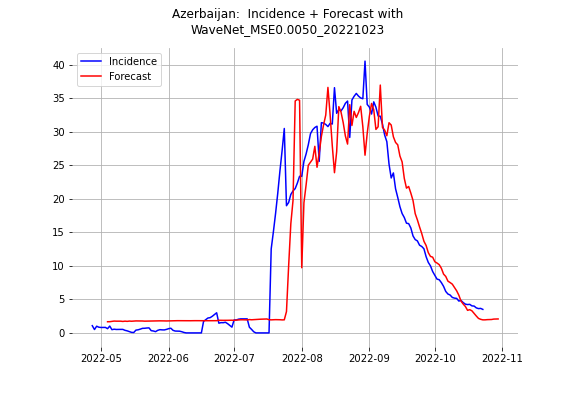 Azerbaijan:  Incidence + Forecast with
WaveNet_MSE0.0050_20221023
Incidence
Forecast
40
35
30
25
20
15
10
5
0
2022-05 2022-06 2022-07 2022-08 2022-09 2022-10 2022-11